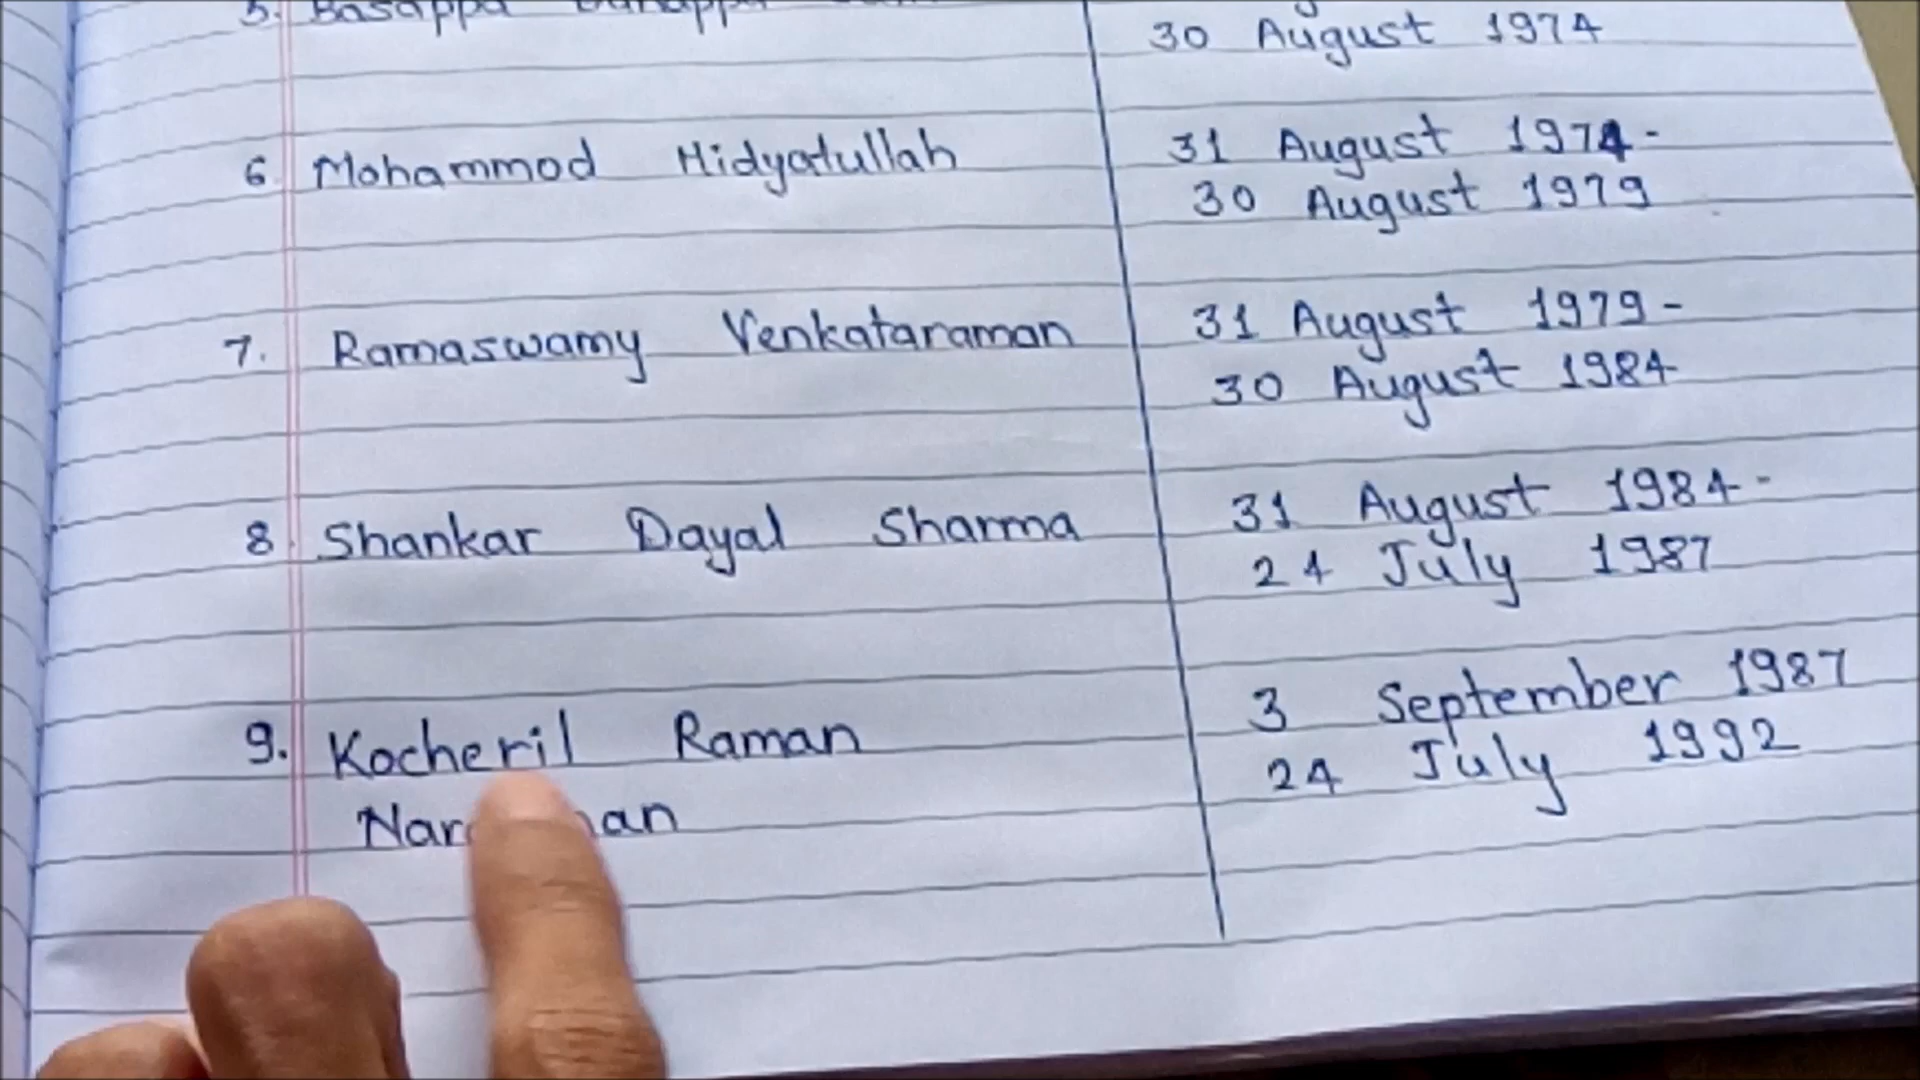 5. Basappa
30 August 1974
6. Mohammod Hidyatullah
31 August 1974-
30 August 1979
7. Ramaswamy Venkataraman
31 August 1979-
30 August 1984
8. Shankar Dayal Sharma
31 August 1984-
24 July 1987
9. Kocheril Raman
3 September 1987
24 July 1992